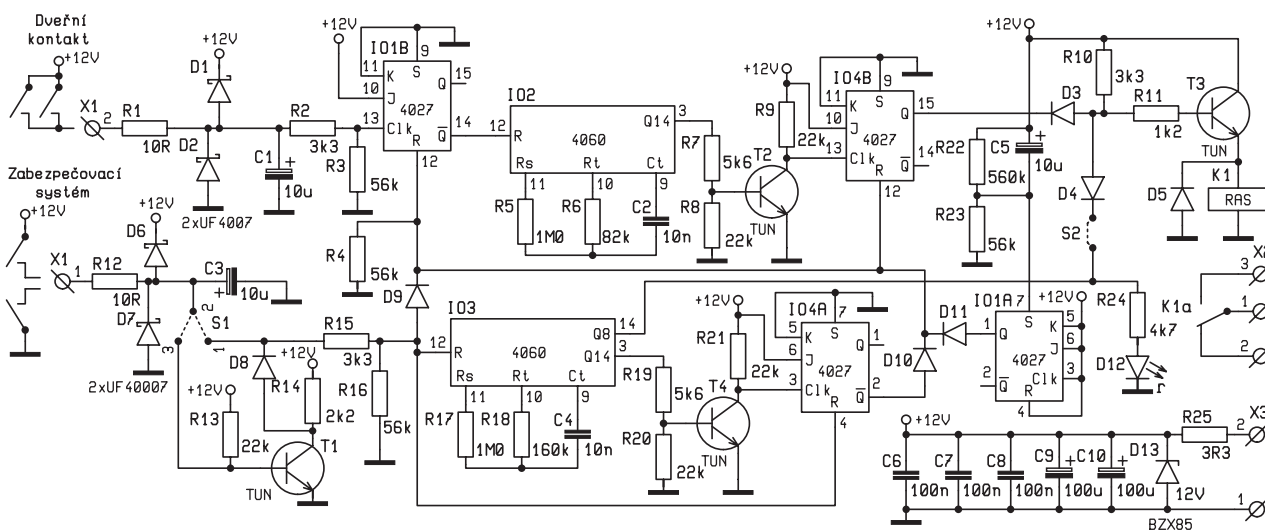 Dveřní
kontakt
+12V
X1
2
R1
10R
D1
+12V
D2
2xUF4007
C1
+
10u
R2
3k3
R3
56k
+12V
IO1B
11
K
10
J
13
Clk
S
9
4027
Q
15
Q
14
R
12
IO2
12
R
4060
Q14
3
Rs
11
Rt
10
Ct
9
R5
1M0
R6
82k
C2
10n
R7
5k6
R8
22k
+12V
R9
22k
T2
TUN
IO4B
11
K
10
J
13
Clk
S
9
4027
Q
15
Q
14
R
12
+12V
R22
560k
R23
56k
C5
+
10u
R10
3k3
D3
R11
1k2
T3
TUN
D4
S2
D5
K1
RAS
Zabezpečovací
systém
+12V
X1
1
R12
10R
D6
+12V
D7
2xUF40007
C3
+
10u
2
S1
3
1
R4
56k
D9
R15
3k3
R16
56k
D8
+12V
R14
2k2
+12V
R13
22k
T1
TUN
IO3
12
R
4060
Q8
14
Q14
3
Rs
11
Rt
10
Ct
9
R17
1M0
R18
160k
C4
10n
R19
5k6
R20
22k
+12V
R21
22k
T4
TUN
IO4A
7
S
5
K
6
J
3
Clk
4027
Q
1
Q
2
R
4
D10
D11
IO1A
7
S
1
Q
2
Q
4027
K
5
J
6
Clk
3
R
4
+12V
R24
4k7
D12
r
K1a
X2
3
1
2
+12V
C6
100n
C7
100n
C8
100n
C9
+
100u
C10
+
100u
D13
12V
BZX85
R25
3R3
X3
2
1